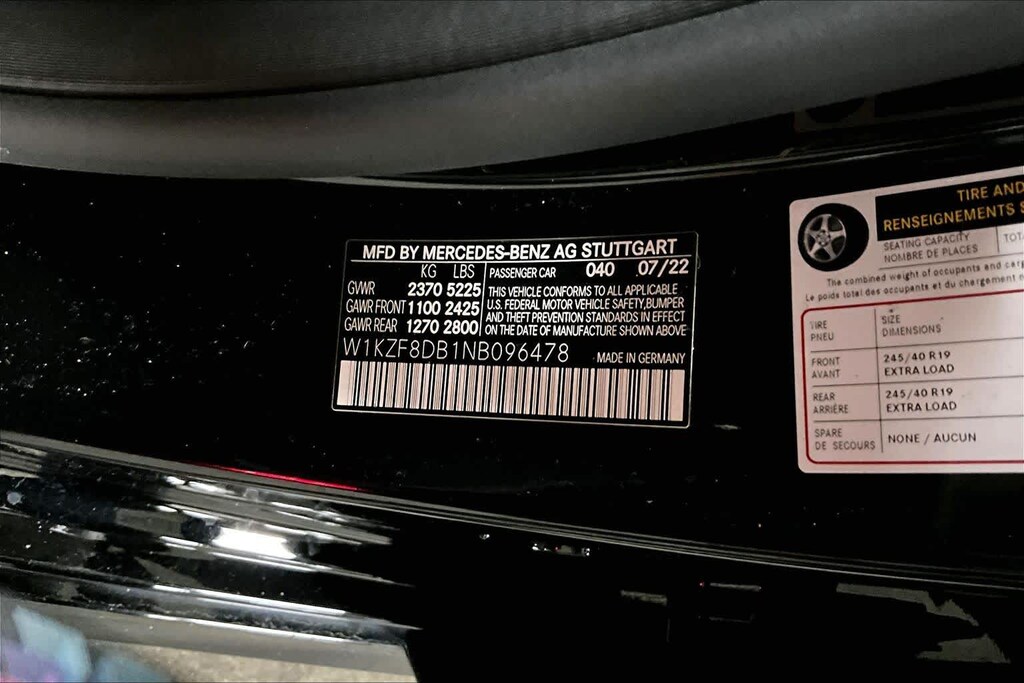 MFD BY MERCEDES-BENZ AG STUTTGART
KG LBS
GVWR 2370 5225
GAWR FRONT 1100 2425
GAWR REAR 1270 2800
PASSENGER CAR 040 07/22
THIS VEHICLE CONFORMS TO ALL APPLICABLE
U.S. FEDERAL MOTOR VEHICLE SAFETY, BUMPER
AND THEFT PREVENTION STANDARDS IN EFFECT
ON THE DATE OF MANUFACTURE SHOWN ABOVE
W1KZF8DB1NB096478 MADE IN GERMANY
TIRE AND
RENSEIGNEMENTS S
SEATING CAPACITY
NOMBRE DE PLACES
The combined weight of occupants and
Le poids total des occupants et du chargement
TIRE SIZE
PNEU DIMENSIONS
FRONT 245/40 R19
AVANT EXTRA LOAD
REAR 245/40 R19
ARRIÈRE EXTRA LOAD
SPARE NONE / AUCUN
DE SECOURS